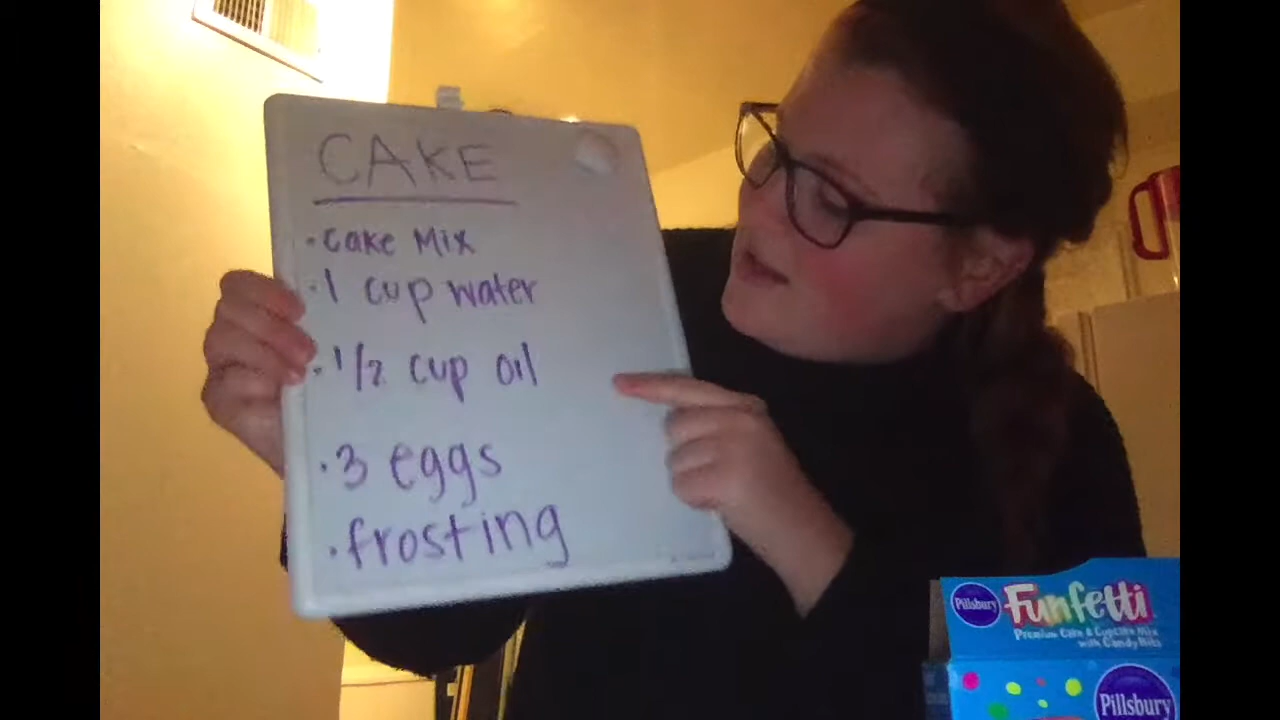 CAKE
·Cake Mix
·1 cup water
·1/2 cup oil
·3 eggs
·frosting
Pillsbury
Funfetti
Premium Cake & Cupcake Mix
with Candy Bits
Pillsbury